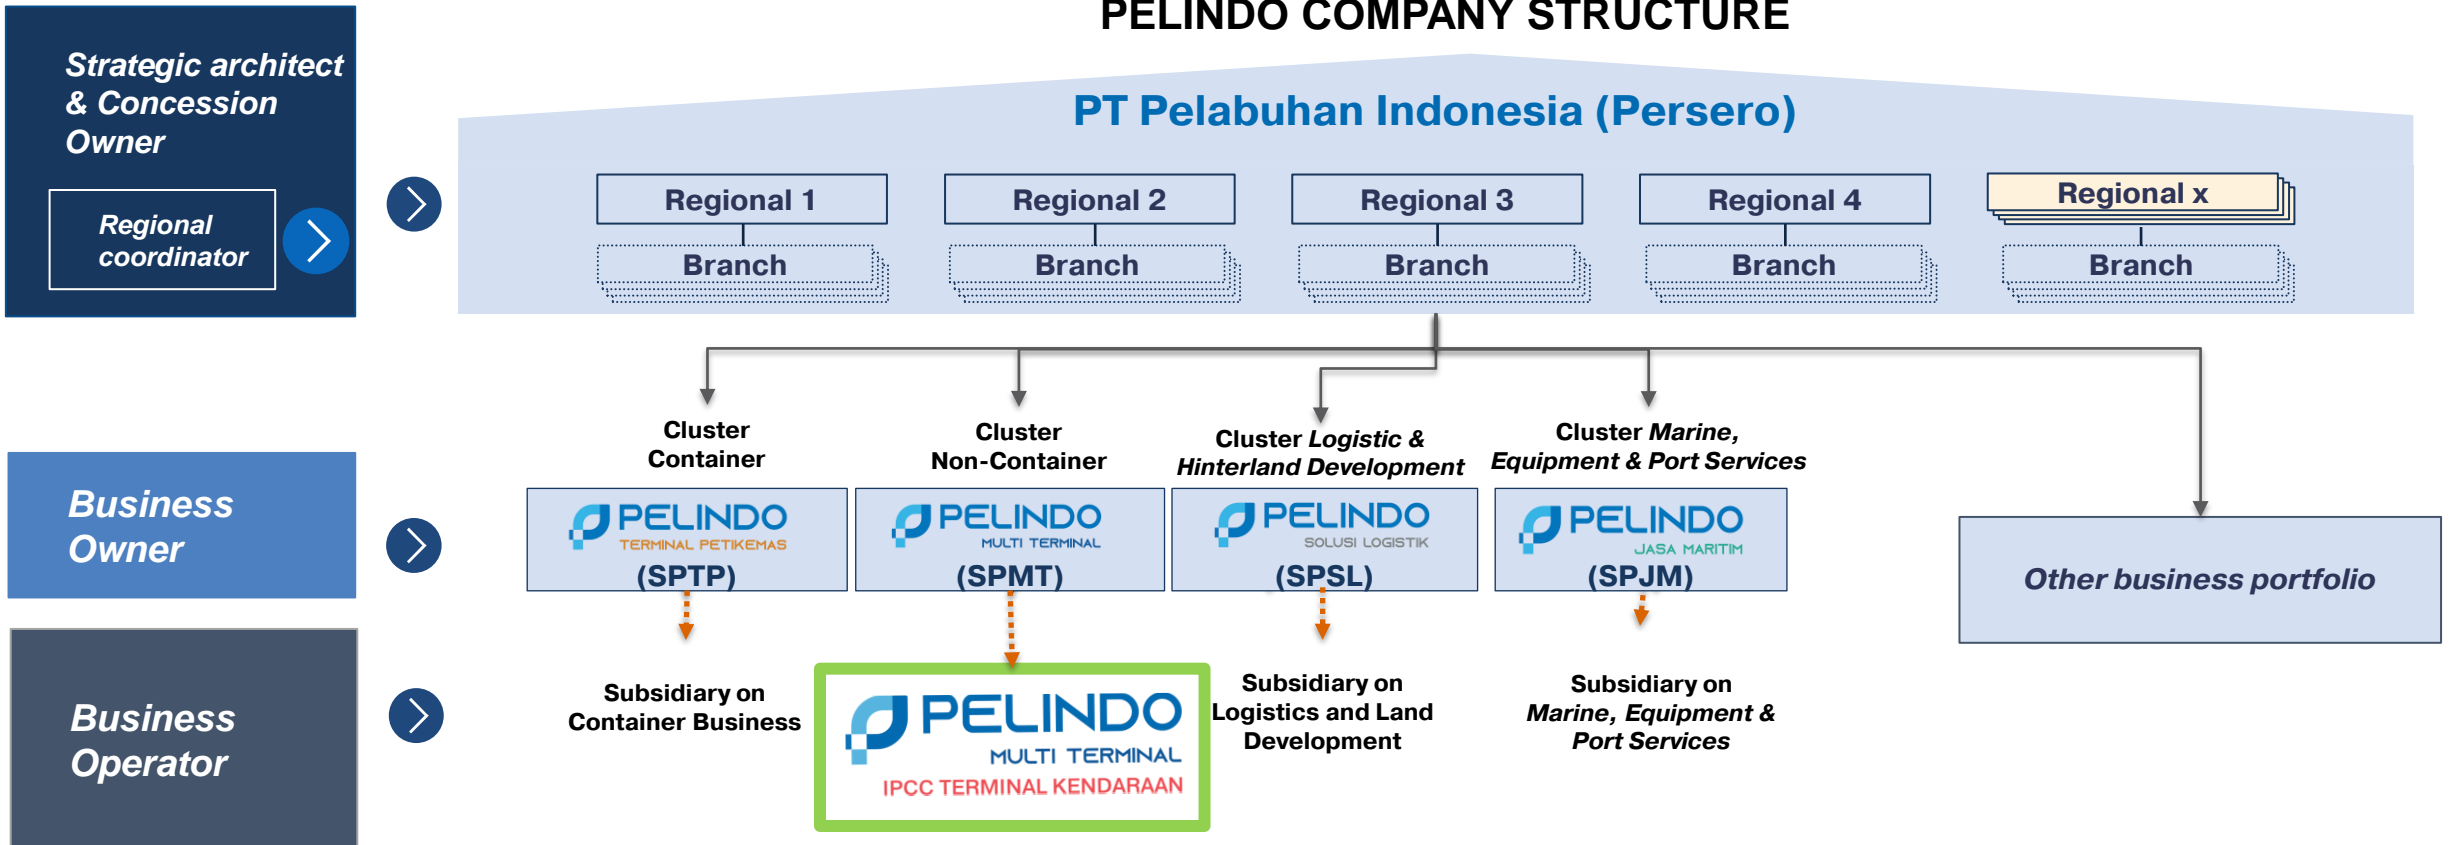 PELINDO COMPANY STRUCTURE
Strategic architect
& Concession
Owner
Regional
coordinator
PT Pelabuhan Indonesia (Persero)
Regional 1
Regional 2
Regional 3
Regional 4
Regional x
Branch
Branch
Branch
Branch
Branch
Cluster
Container
Cluster
Non-Container
Cluster Logistic &
Hinterland Development
Cluster Marine,
Equipment & Port Services
Business
Owner
PELINDO
TERMINAL PETIKEMAS
(SPTP)
PELINDO
MULTI TERMINAL
(SPMT)
PELINDO
SOLUSI LOGISTIK
(SPSL)
PELINDO
JASA MARITIM
(SPJM)
Other business portfolio
Business
Operator
Subsidiary on
Container Business
PELINDO
MULTI TERMINAL
IPCC TERMINAL KENDARAAN
Subsidiary on
Logistics and Land
Development
Subsidiary on
Marine, Equipment &
Port Services